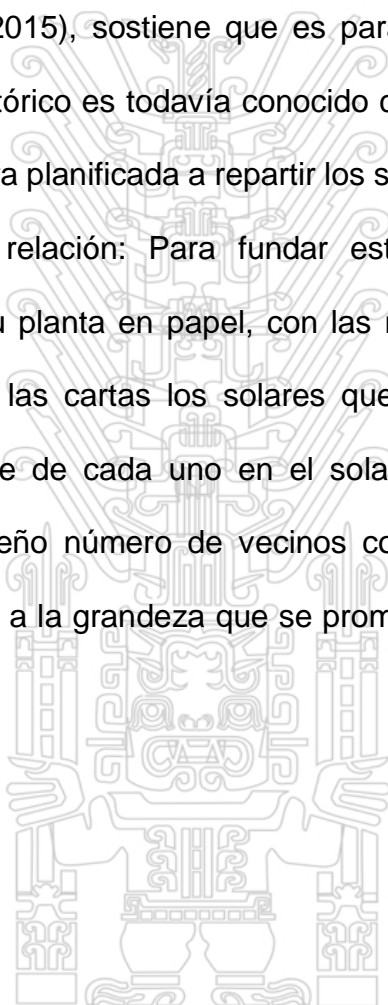 2015), sostiene que es para
tórico es todavía conocido
a planificada a repartir los
relación: Para fundar est
planta en papel, con las
las cartas los solares que
e de cada uno en el sola
eño número de vecinos co
a la grandeza que se prom